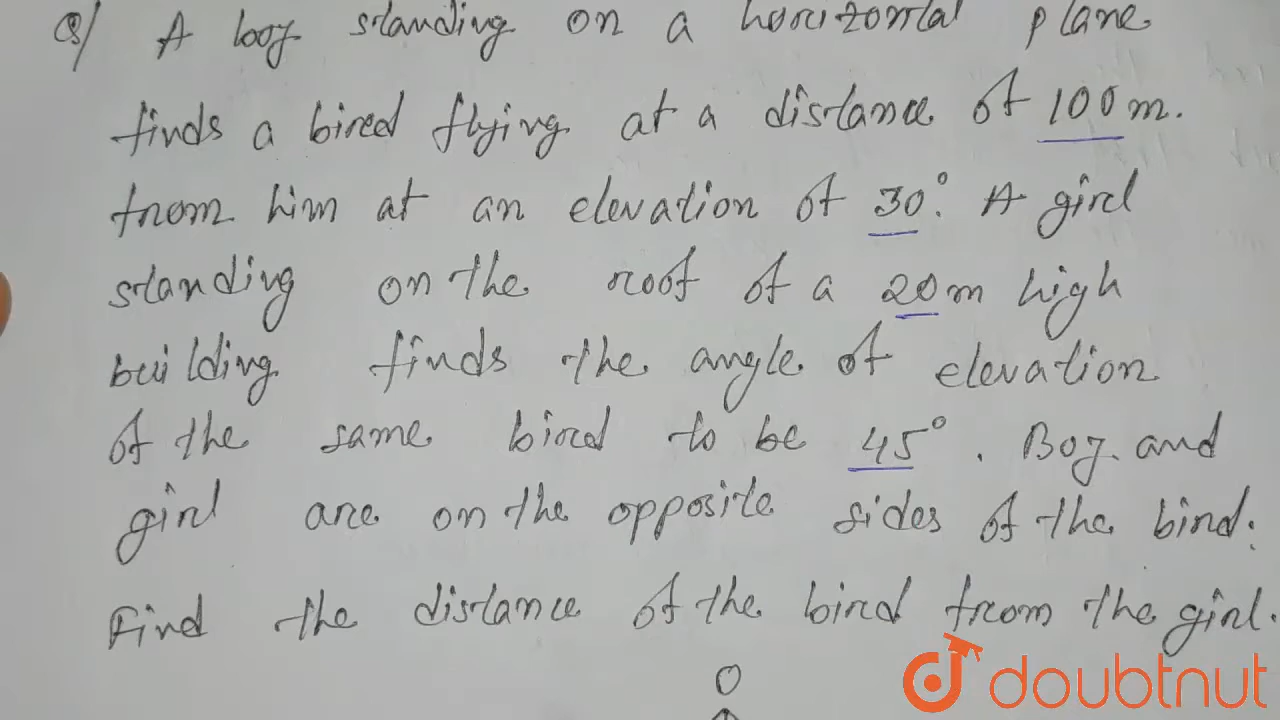 Q/ A boy standing on a horizontal plane
finds a bird flying at a distance of 100m.
from him at an elevation of 30°. A girl
standing on the roof of a 20m high
building finds the angle of elevation
of the same bird to be 45°. Boy and
girl are on the opposite sides of the bird.
Find the distance of the bird from the girl.
O
doubtnut